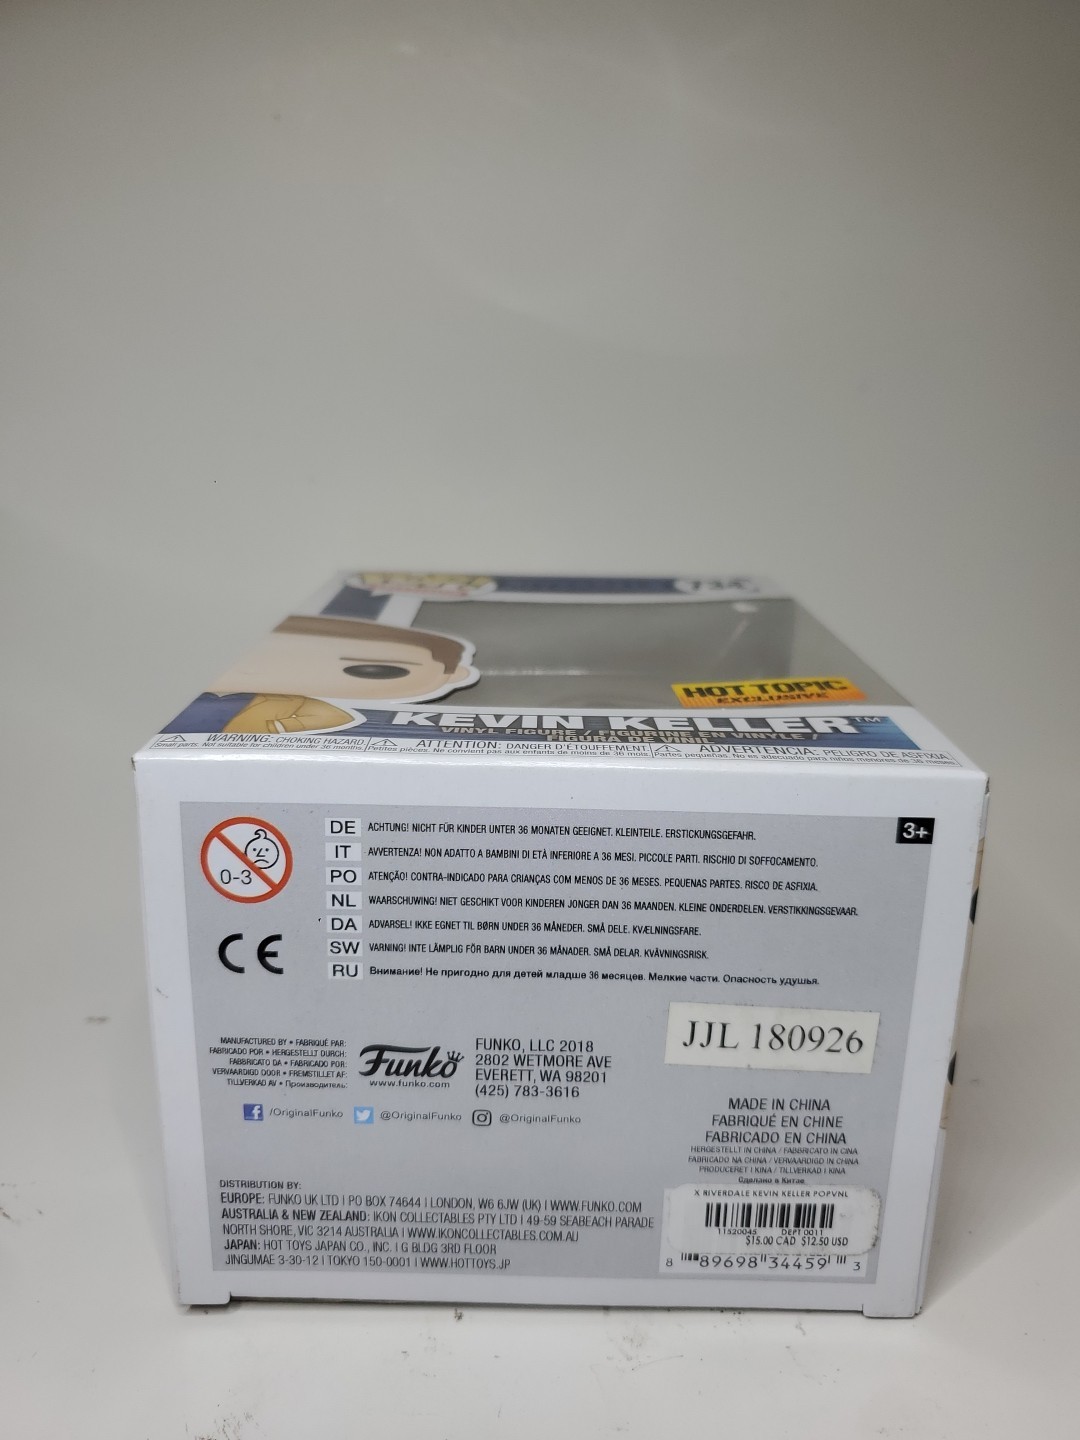 734
HOT TOPIC
EXCLUSIVE
KEVIN KELLER™
VINYL FIGURE / FIGURINE EN VINYLE /
FIGURA DE VINIL
WARNING: CHOKING HAZARD.
Small parts. Not suitable for children under 36 months.
ATTENTION: DANGER D'ÉTOUFFEMENT.
Petites pièces. Ne convient pas aux enfants de moins de 36 mois.
ADVERTENCIA: PELIGRO DE ASFIXIA.
Partes pequeñas. No es adecuado para niños menores de 36 meses.
0-3
3+
DE ACHTUNG! NICHT FÜR KINDER UNTER 36 MONATEN GEEIGNET. KLEINTEILE. ERSTICKUNGSGEFAHR.
IT AVVERTENZA! NON ADATTO A BAMBINI DI ETÀ INFERIORE A 36 MESI. PICCOLE PARTI. RISCHIO DI SOFFOCAMENTO.
PO ATENÇÃO! CONTRA-INDICADO PARA CRIANÇAS COM MENOS DE 36 MESES. PEQUENAS PARTES. RISCO DE ASFIXIA.
NL WAARSCHUWING! NIET GESCHIKT VOOR KINDEREN JONGER DAN 36 MAANDEN. KLEINE ONDERDELEN. VERSTIKKINGSGEVAAR.
DA ADVARSEL! IKKE EGNET TIL BØRN UNDER 36 MÅNEDER. SMÅ DELE. KVÆLNINGSFARE.
SW VARNING! INTE LÄMPLIG FÖR BARN UNDER 36 MÅNADER. SMÅ DELAR. KVÄVNINGSRISK.
RU Внимание! Не пригодно для детей младше 36 месяцев. Мелкие части. Опасность удушья.
CE
JJL 180926
MANUFACTURED BY • FABRIQUÉ PAR:
FABRICADO POR • HERGESTELLT DURCH:
FABBRICATO DA • FABRICADO POR:
VERVAARDIGD DOOR • FREMSTILLET AF:
TILLVERKAD AV • Производитель:
Funko
www.funko.com
FUNKO, LLC 2018
2802 WETMORE AVE
EVERETT, WA 98201
(425) 783-3616
/OriginalFunko @OriginalFunko @OriginalFunko
MADE IN CHINA
FABRIQUÉ EN CHINE
FABRICADO EN CHINA
HERGESTELLT IN CHINA / FABBRICATO IN CINA
FABRICADO NA CHINA / VERVAARDIGD IN CHINA
PRODUCERET I KINA / TILLVERKAD I KINA
Сделано в Китае
DISTRIBUTION BY:
EUROPE: FUNKO UK LTD | PO BOX 74644 | LONDON, W6 6JW (UK) | WWW.FUNKO.COM
AUSTRALIA & NEW ZEALAND: IKON COLLECTABLES PTY LTD | 49-59 SEABEACH PARADE
NORTH SHORE, VIC 3214 AUSTRALIA | WWW.IKONCOLLECTABLES.COM.AU
JAPAN: HOT TOYS JAPAN CO., INC. | G BLDG 3RD FLOOR
JINGUMAE 3-30-12 | TOKYO 150-0001 | WWW.HOTTOYS.JP
X RIVERDALE KEVIN KELLER POPVNL
11520045 DEPT 0011
$15.00 CAD $12.50 USD
8 89698 34459 3